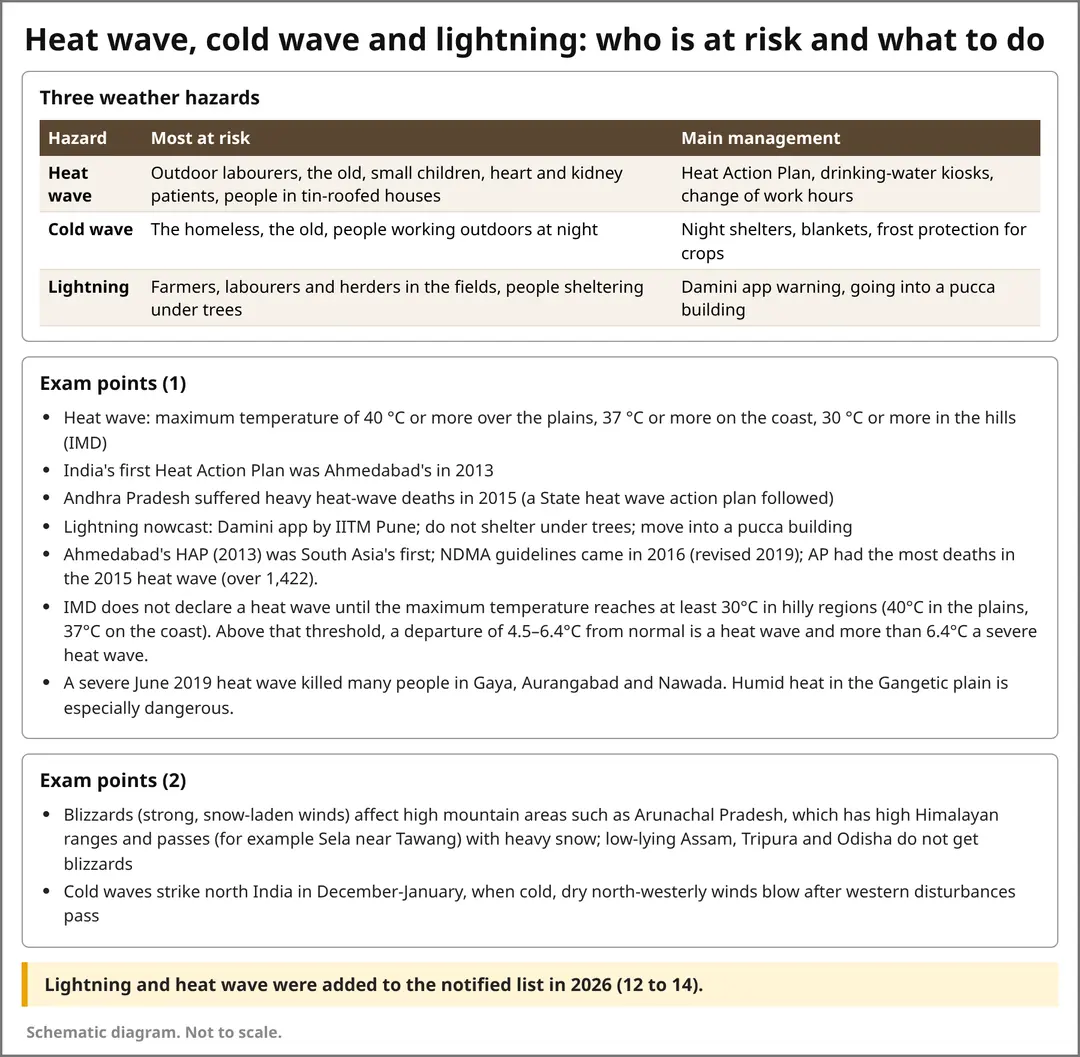 Heat wave, cold wave and lightning: who is at risk and what to do
Three weather hazards
Hazard Most at risk Main management
Heat wave Outdoor labourers, the old, small children, heart and kidney patients, people in tin-roofed houses Heat Action Plan, drinking-water kiosks, change of work hours
Cold wave The homeless, the old, people working outdoors at night Night shelters, blankets, frost protection for crops
Lightning Farmers, labourers and herders in the fields, people sheltering under trees Damini app warning, going into a pucca building
Exam points (1)
• Heat wave: maximum temperature of 40 °C or more over the plains, 37 °C or more on the coast, 30 °C or more in the hills
(IMD)
• India's first Heat Action Plan was Ahmedabad's in 2013
• Andhra Pradesh suffered heavy heat-wave deaths in 2015 (a State heat wave action plan followed)
• Lightning nowcast: Damini app by IITM Pune; do not shelter under trees; move into a pucca building
• Ahmedabad's HAP (2013) was South Asia's first; NDMA guidelines came in 2016 (revised 2019); AP had the most deaths in
the 2015 heat wave (over 1,422).
• IMD does not declare a heat wave until the maximum temperature reaches at least 30°C in hilly regions (40°C in the plains,
37°C on the coast). Above that threshold, a departure of 4.5–6.4°C from normal is a heat wave and more than 6.4°C a severe
heat wave.
• A severe June 2019 heat wave killed many people in Gaya, Aurangabad and Nawada. Humid heat in the Gangetic plain is
especially dangerous.
Exam points (2)
• Blizzards (strong, snow-laden winds) affect high mountain areas such as Arunachal Pradesh, which has high Himalayan
ranges and passes (for example Sela near Tawang) with heavy snow; low-lying Assam, Tripura and Odisha do not get
blizzards
• Cold waves strike north India in December-January, when cold, dry north-westerly winds blow after western disturbances
pass
Lightning and heat wave were added to the notified list in 2026 (12 to 14).
Schematic diagram. Not to scale.